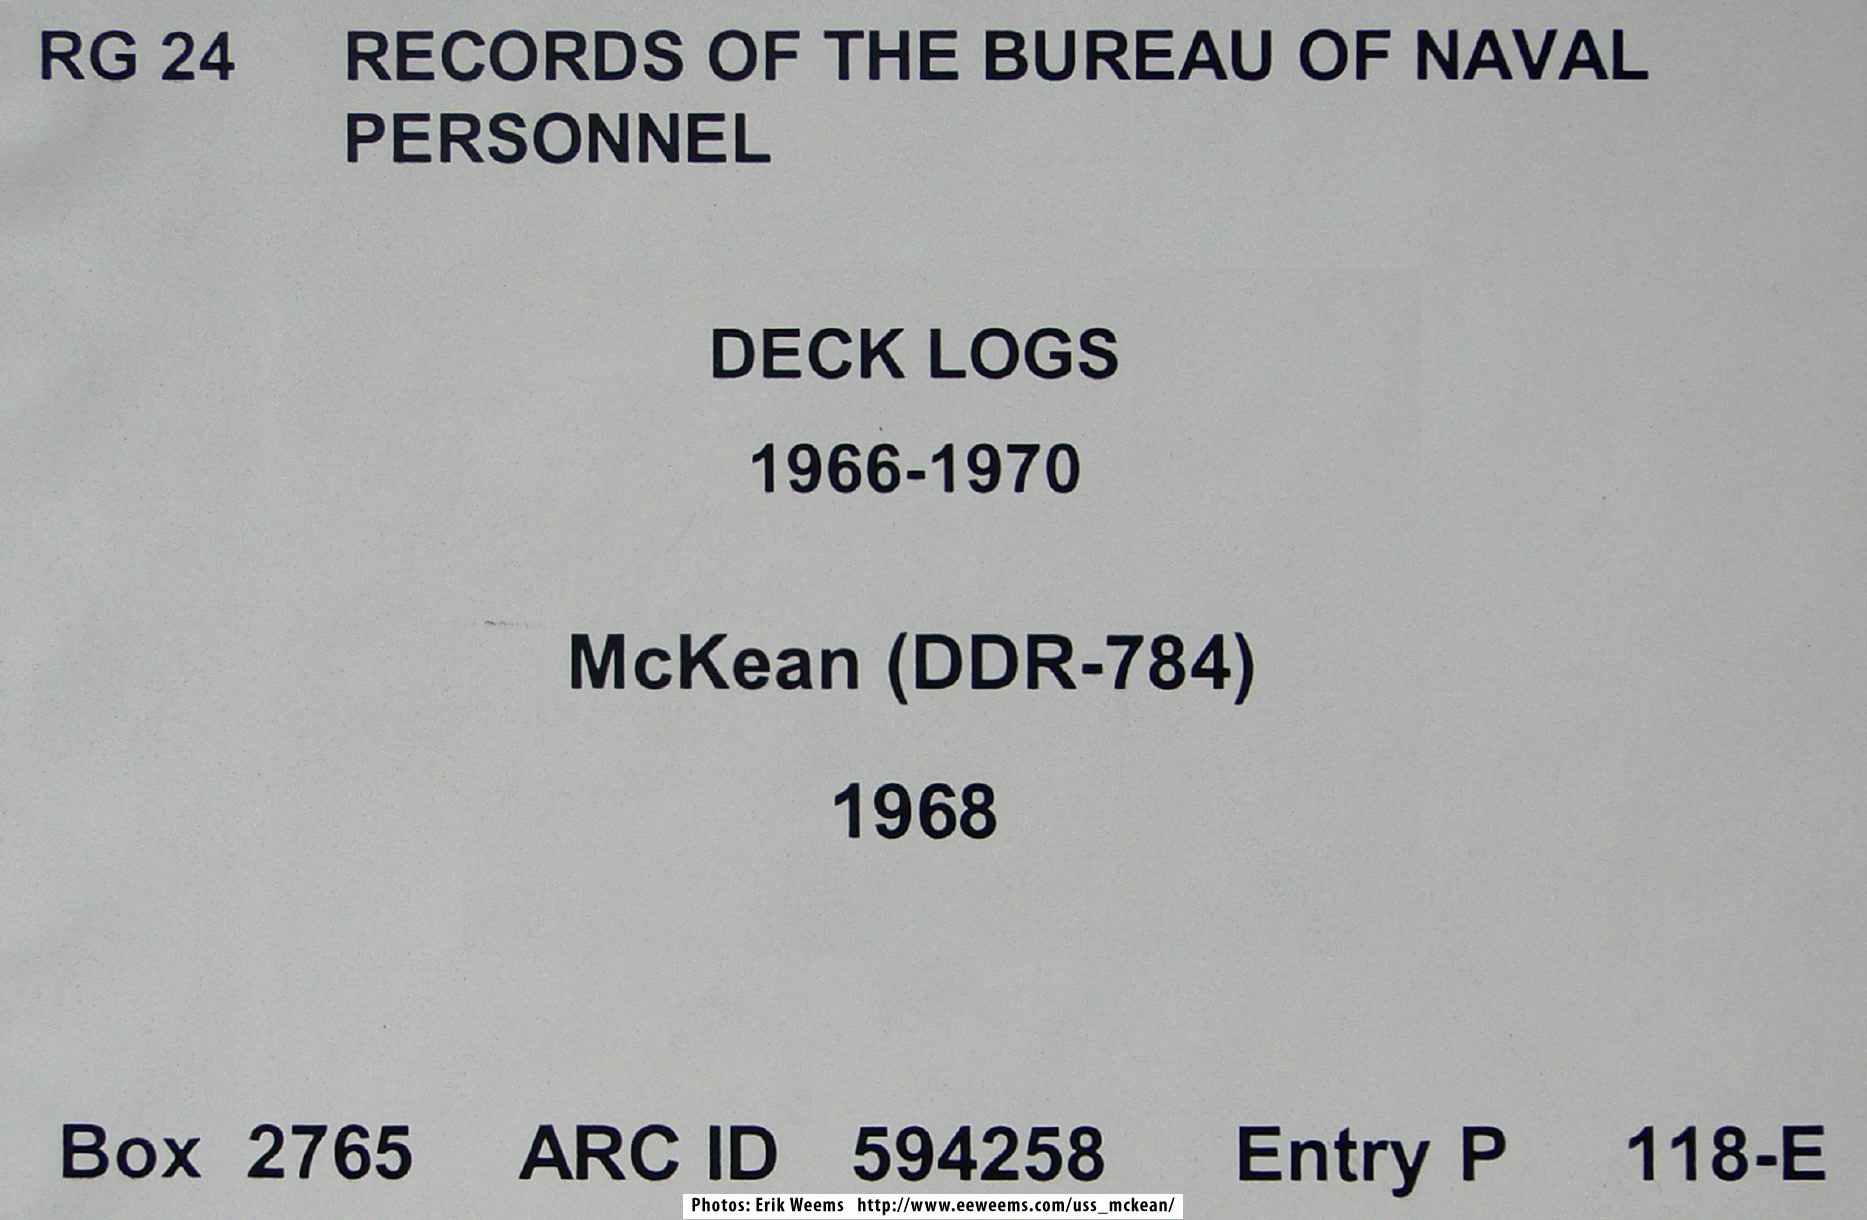 RG 24 RECORDS OF THE BUREAU OF NAVAL
PERSONNEL
DECK LOGS
1966-1970
McKean (DDR-784)
1968
Box 2765 ARC ID 594258 Entry P 118-E
Photos: Erik Weems http://www.eeweems.com/uss_mckean/